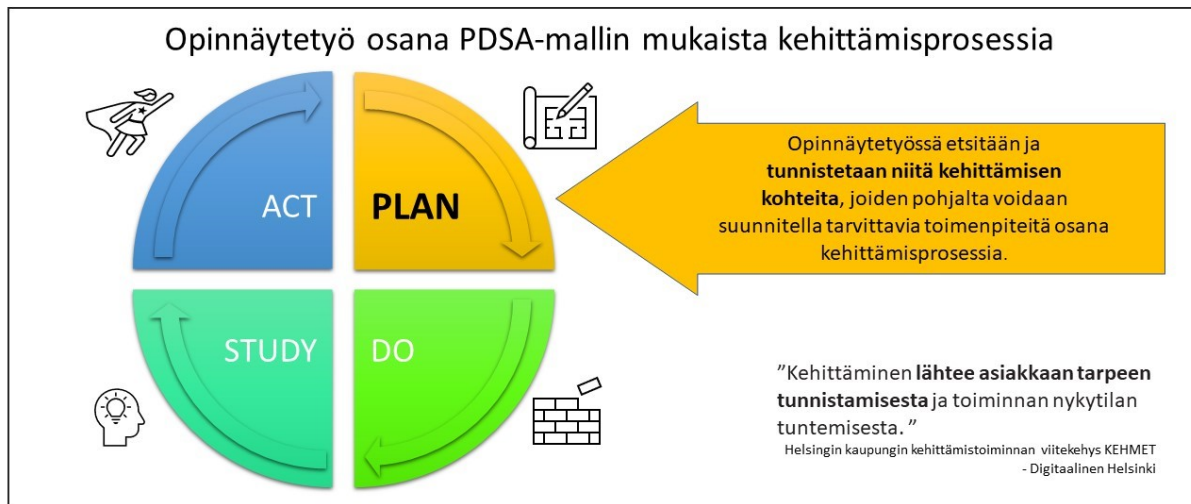 Opinnäytetyö osana PDSA-mallin mukaista kehittämisprosessia
ACT
PLAN
STUDY
DO
Opinnäytetyössä etsitään ja
tunnistetaan niitä kehittämisen
kohteita, joiden pohjalta voidaan
suunnitella tarvittavia toimenpiteitä osana
kehittämisprosessia.
”Kehittäminen lähtee asiakkaan tarpeen
tunnistamisesta ja toiminnan nykytilan
tuntemisesta. ”
Helsingin kaupungin kehittämistoiminnan viitekehys KEHMET
- Digitaalinen Helsinki